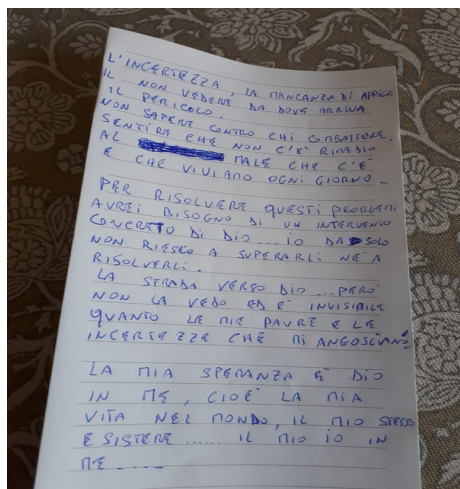 L'INCERTEZZA, LA MANCANZA DI APPIGLI
IL NON VEDERE DA DOVE ARRIVA
IL PERICOLO.
NON SAPERE CONTRO CHI COMBATTERE.
SENTIRE CHE NON C'È RIMEDIO
AL MALE CHE C'È
E CHE VIVIAMO OGNI GIORNO -
PER RISOLVERE QUESTI PROBLEMI
AVREI BISOGNO DI UN INTERVENTO
CONCRETO DI DIO.... IO DA SOLO
NON RIESCO A SUPERARLI NÈ A
RISOLVERLI.
LA STRADA VERSO DIO ... PERÒ
NON LA VEDO ED È INVISIBILE
QUANTO LE MIE PAURE E LE
INCERTEZZE CHE MI ANGOSCIANO.
LA MIA SPERANZA È DIO
IN ME, CIOÈ LA MIA
VITA NEL MONDO, IL MIO STESSO
ESISTERE ...... IL MIO IO IN
ME ....